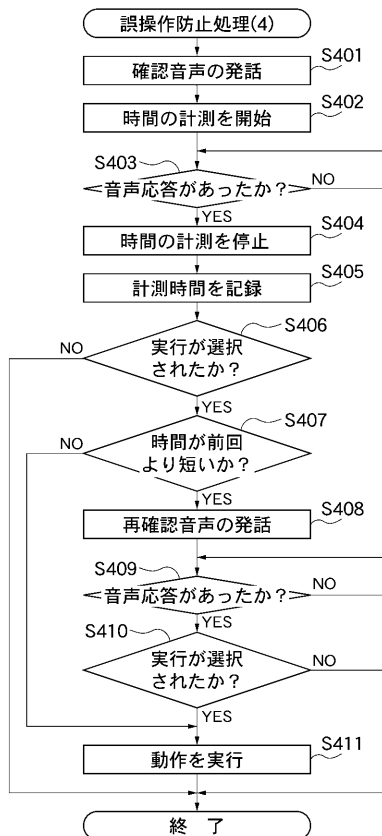 誤操作防止処理(4)
S401
確認音声の発話
S402
時間の計測を開始
S403
音声応答があったか？
NO
YES
S404
時間の計測を停止
S405
計測時間を記録
S406
NO
実行が選択
されたか？
YES
S407
NO
時間が前回
より短いか？
YES
S408
再確認音声の発話
S409
音声応答があったか？
NO
YES
S410
実行が選択
されたか？
NO
YES
S411
動作を実行
終 了